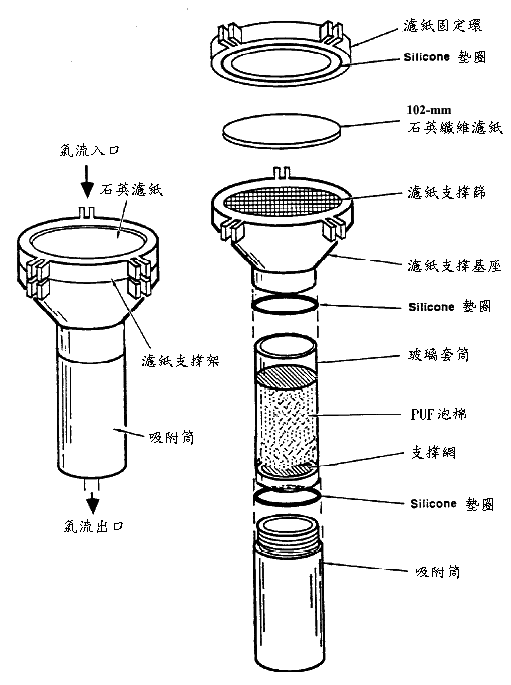 氣流入口
石英濾紙
濾紙支撐架
吸附筒
氣流出口
濾紙固定環
Silicone 墊圈
102-mm
石英纖維濾紙
濾紙支撐篩
濾紙支撐基座
Silicone 墊圈
玻璃套筒
PUF泡棉
支撐網
Silicone 墊圈
吸附筒